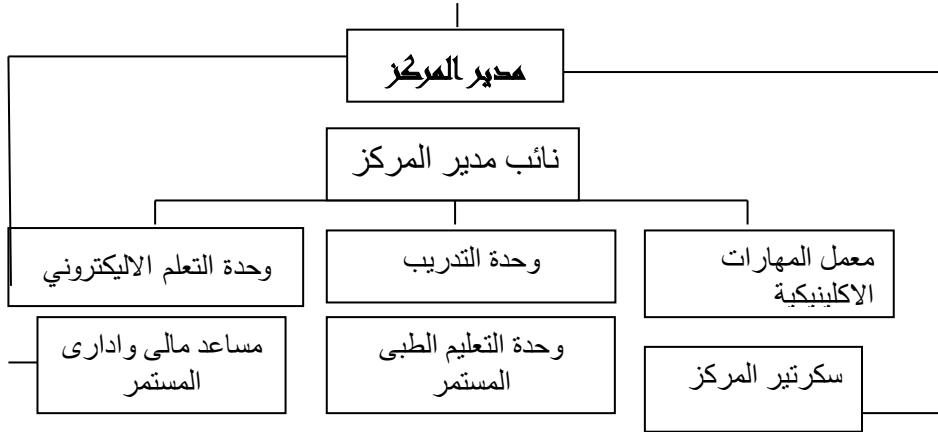 مدير المركز
نائب مدير المركز
معمل المهارات
الاكلينيكية
وحدة التدريب
وحدة التعلم الاليكتروني
سكرتير المركز
وحدة التعليم الطبى
المستمر
مساعد مالى وادارى
المستمر